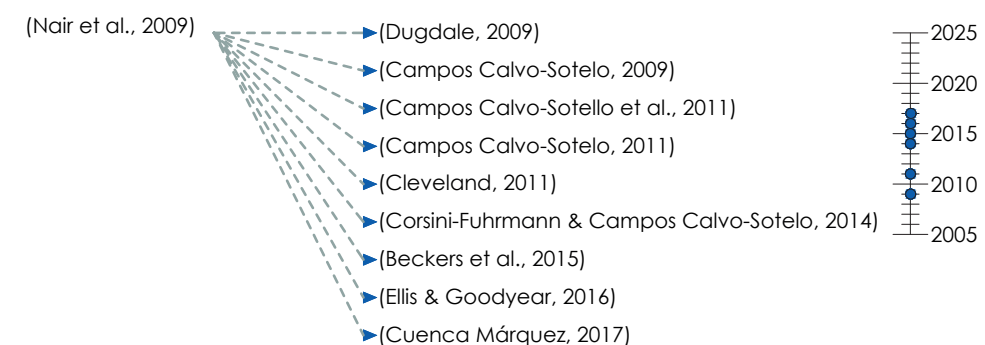 (Nair et al., 2009)
(Dugdale, 2009)
(Campos Calvo-Sotelo, 2009)
(Campos Calvo-Sotello et al., 2011)
(Campos Calvo-Sotelo, 2011)
(Cleveland, 2011)
(Corsini-Fuhrmann & Campos Calvo-Sotelo, 2014)
(Beckers et al., 2015)
(Ellis & Goodyear, 2016)
(Cuenca Márquez, 2017)
2025
2020
2015
2010
2005